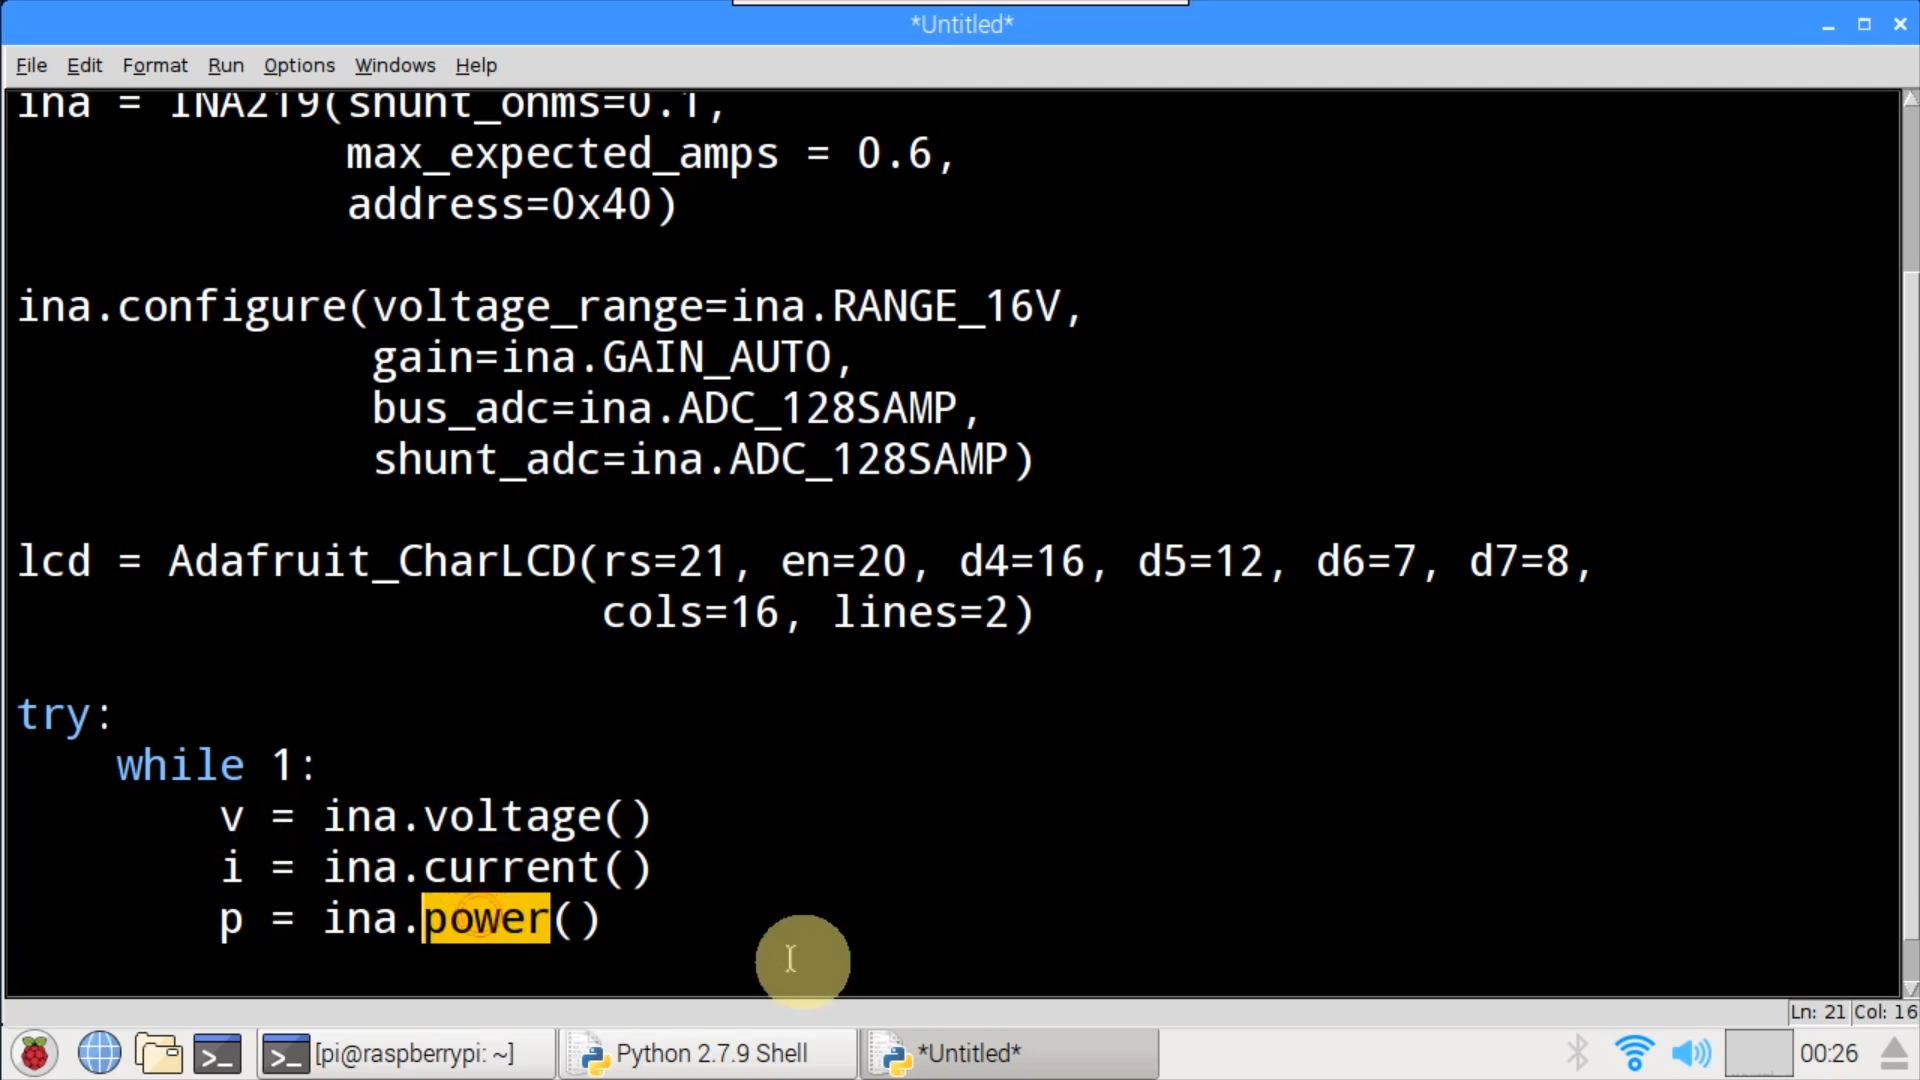 *Untitled*
File Edit Format Run Options Windows Help
ina = INA219(shunt_ohms=0.1,
max_expected_amps = 0.6,
address=0x40)
ina.configure(voltage_range=ina.RANGE_16V,
gain=ina.GAIN_AUTO,
bus_adc=ina.ADC_128SAMP,
shunt_adc=ina.ADC_128SAMP)
lcd = Adafruit_CharLCD(rs=21, en=20, d4=16, d5=12, d6=7, d7=8,
cols=16, lines=2)
try:
while 1:
v = ina.voltage()
i = ina.current()
p = ina.power()
Ln: 21 Col: 16
[pi@raspberrypi: ~] Python 2.7.9 Shell *Untitled* 00:26